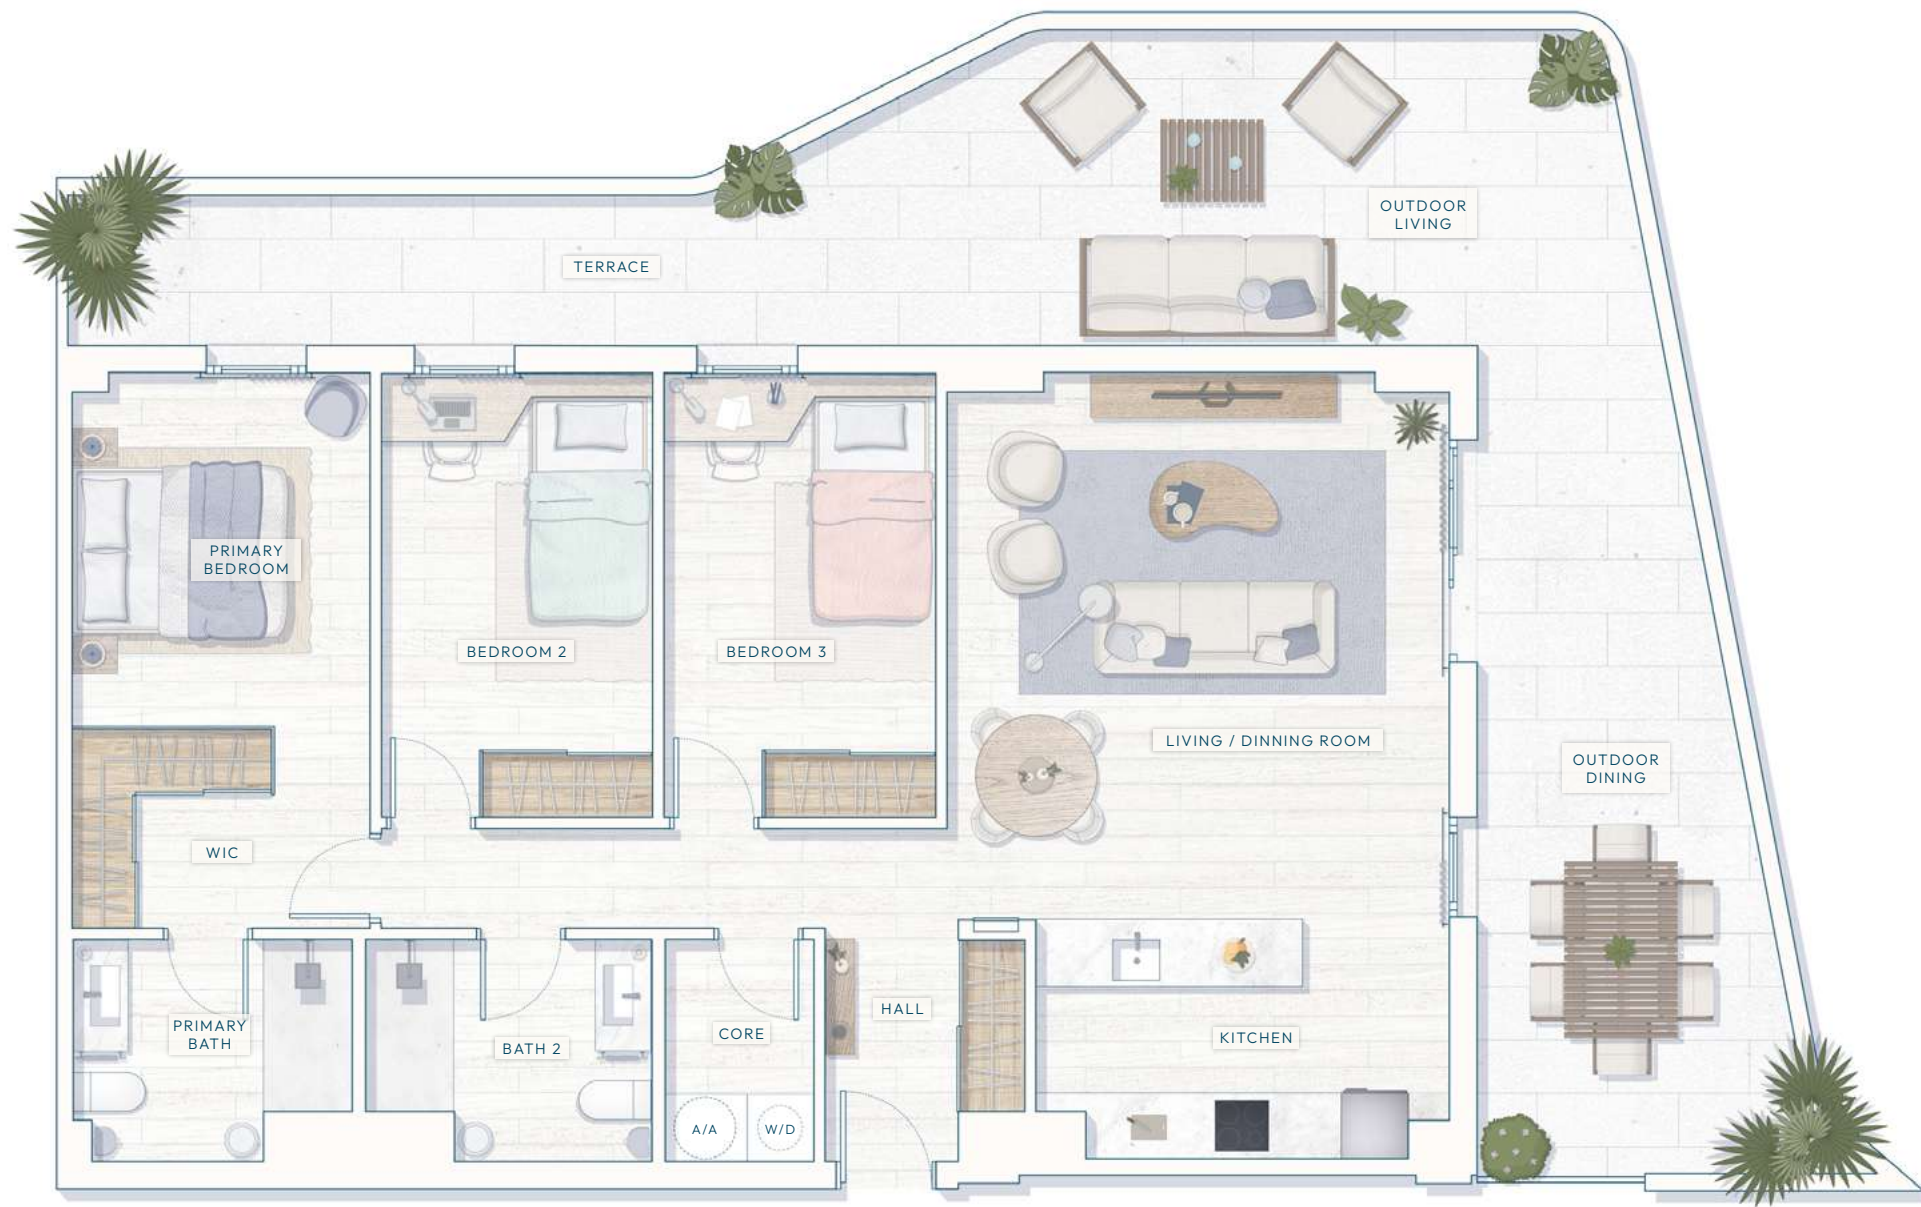 OUTDOOR
LIVING
TERRACE
PRIMARY
BEDROOM
BEDROOM 2
BEDROOM 3
LIVING / DINNING ROOM
OUTDOOR
DINING
WIC
HALL
PRIMARY
BATH
BATH 2
CORE
KITCHEN
A/A
W/D